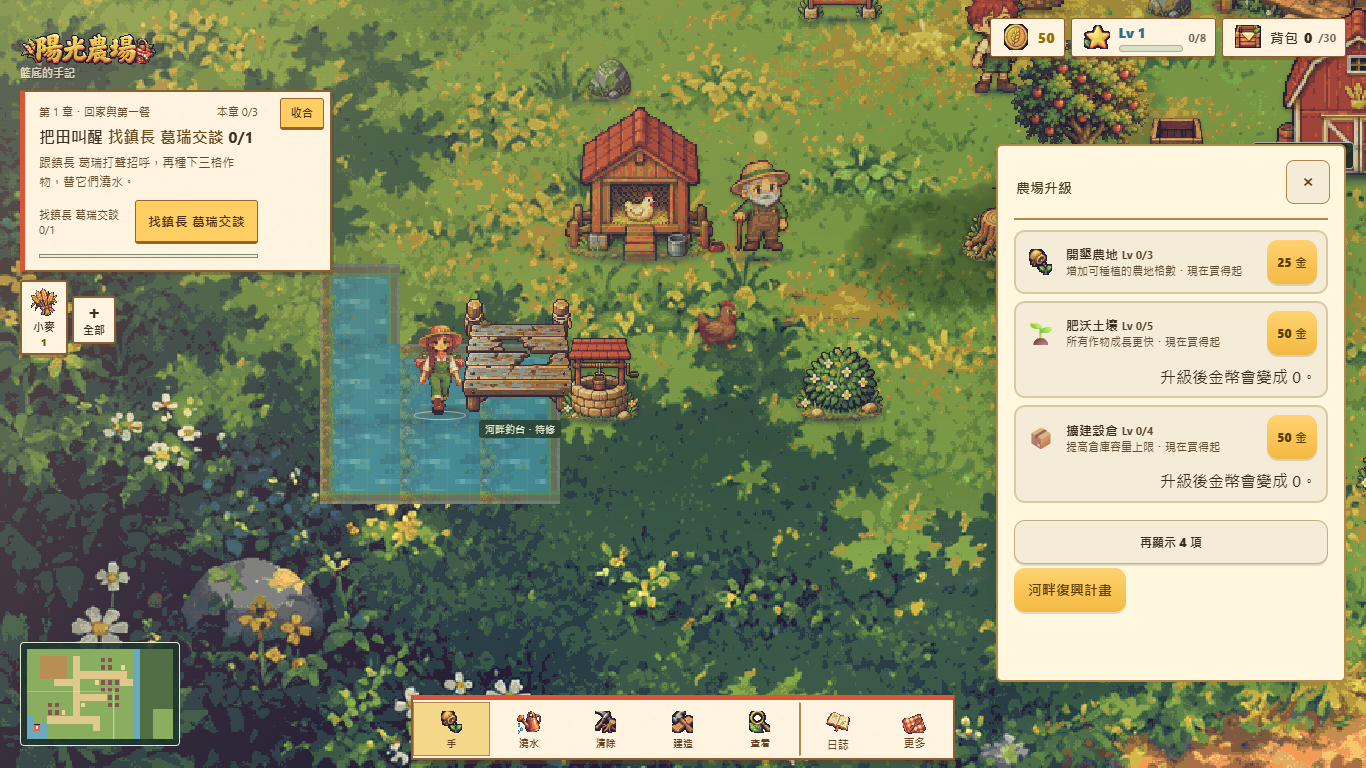 陽光農場
籃底的手記
第 1 章 · 回家與第一餐
本章 0/3
收合
把田叫醒 找鎮長 葛瑞交談 0/1
跟鎮長 葛瑞打聲招呼，再種下三格作
物，替它們澆水。
找鎮長 葛瑞交談
0/1
找鎮長 葛瑞交談
小麥
1
+
全部
50
Lv 1
0/8
背包 0 /30
農場升級
×
開墾農地 Lv 0/3
增加可種植的農地格數 · 現在買得起
25 金
肥沃土壤 Lv 0/5
所有作物成長更快 · 現在買得起
50 金
升級後金幣會變成 0。
擴建穀倉 Lv 0/4
提高倉庫容量上限 · 現在買得起
50 金
升級後金幣會變成 0。
再顯示 4 項
河畔復興計畫
河畔釣台 · 待修
手
澆水
清除
建造
查看
日誌
更多